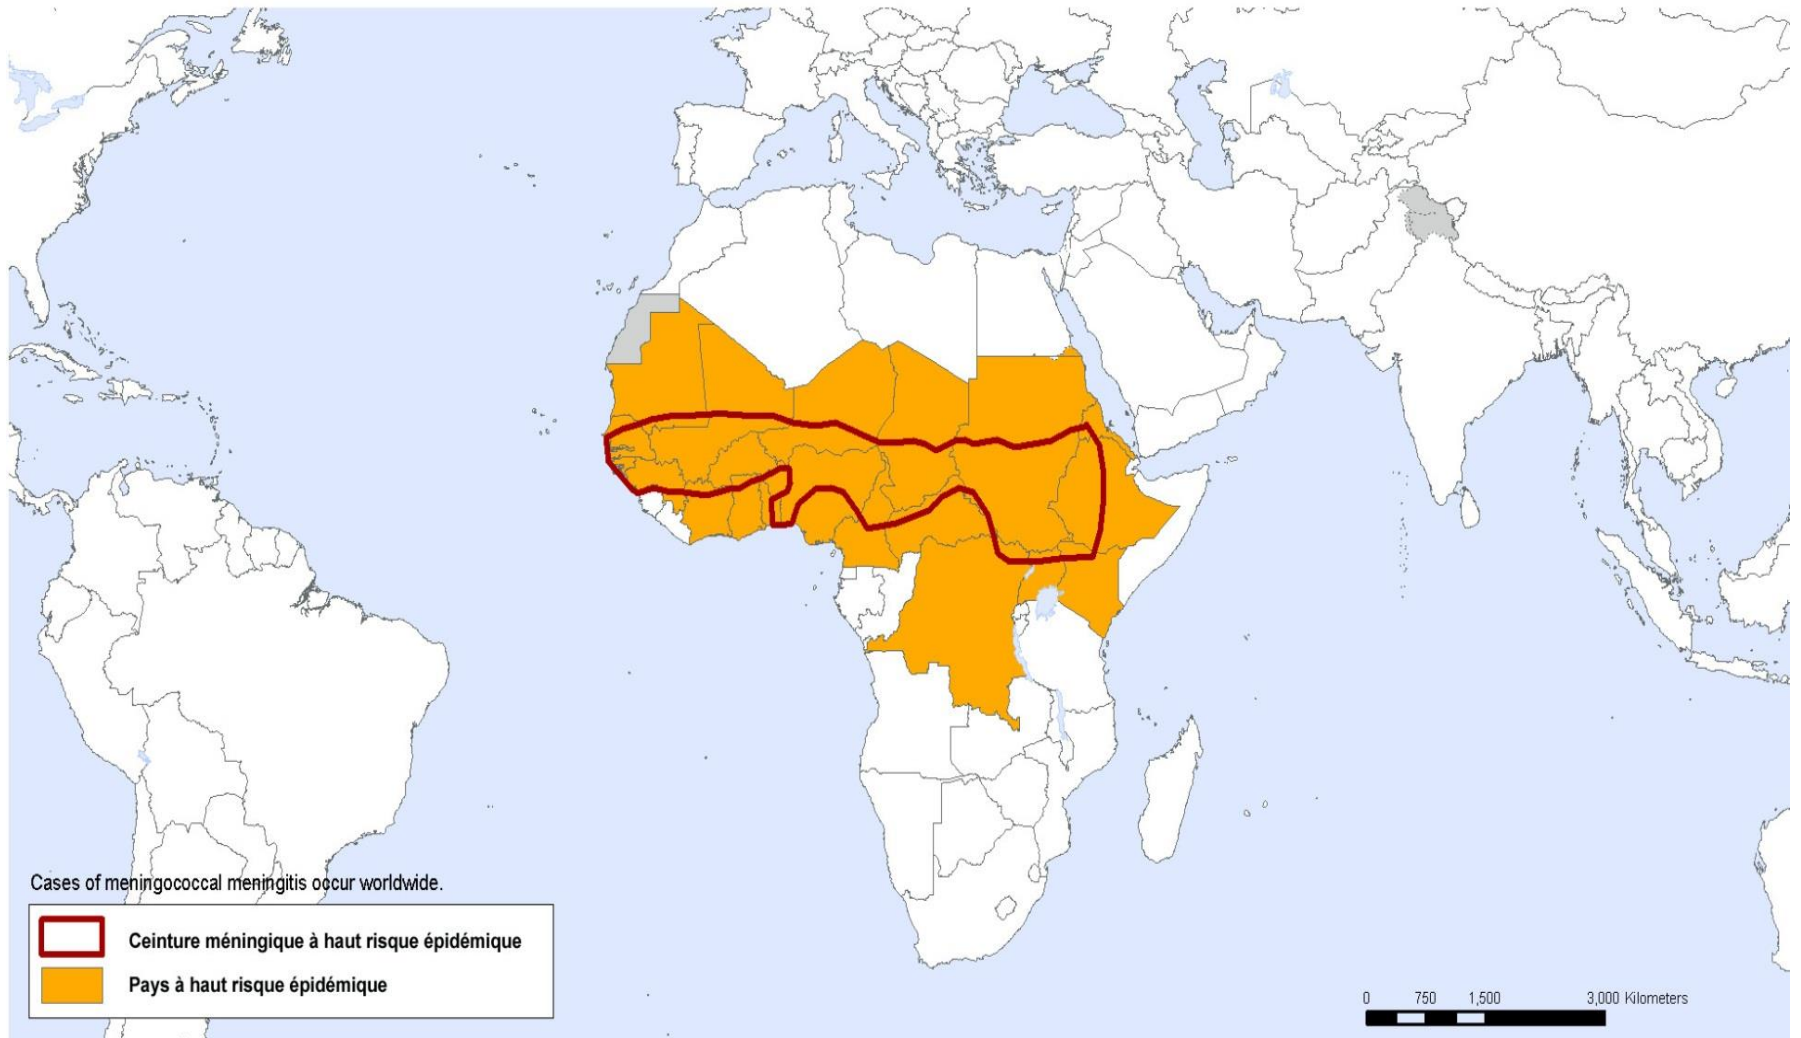 Cases of meningococcal meningitis occur worldwide.
Ceinture méningique à haut risque épidémique
Pays à haut risque épidémique
0 750 1,500 3,000 Kilometers